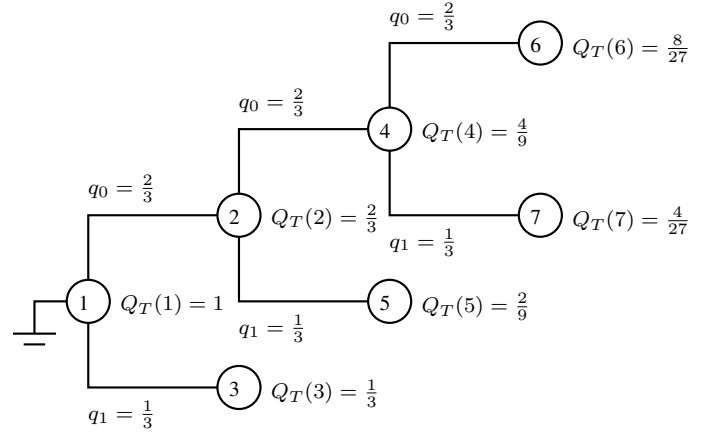 q₀ = 2/3
6 Q_T(6) = 8/27
q₀ = 2/3
4 Q_T(4) = 4/9
q₀ = 2/3
2 Q_T(2) = 2/3
7 Q_T(7) = 4/27
q₁ = 1/3
1 Q_T(1) = 1
5 Q_T(5) = 2/9
q₁ = 1/3
3 Q_T(3) = 1/3
q₁ = 1/3